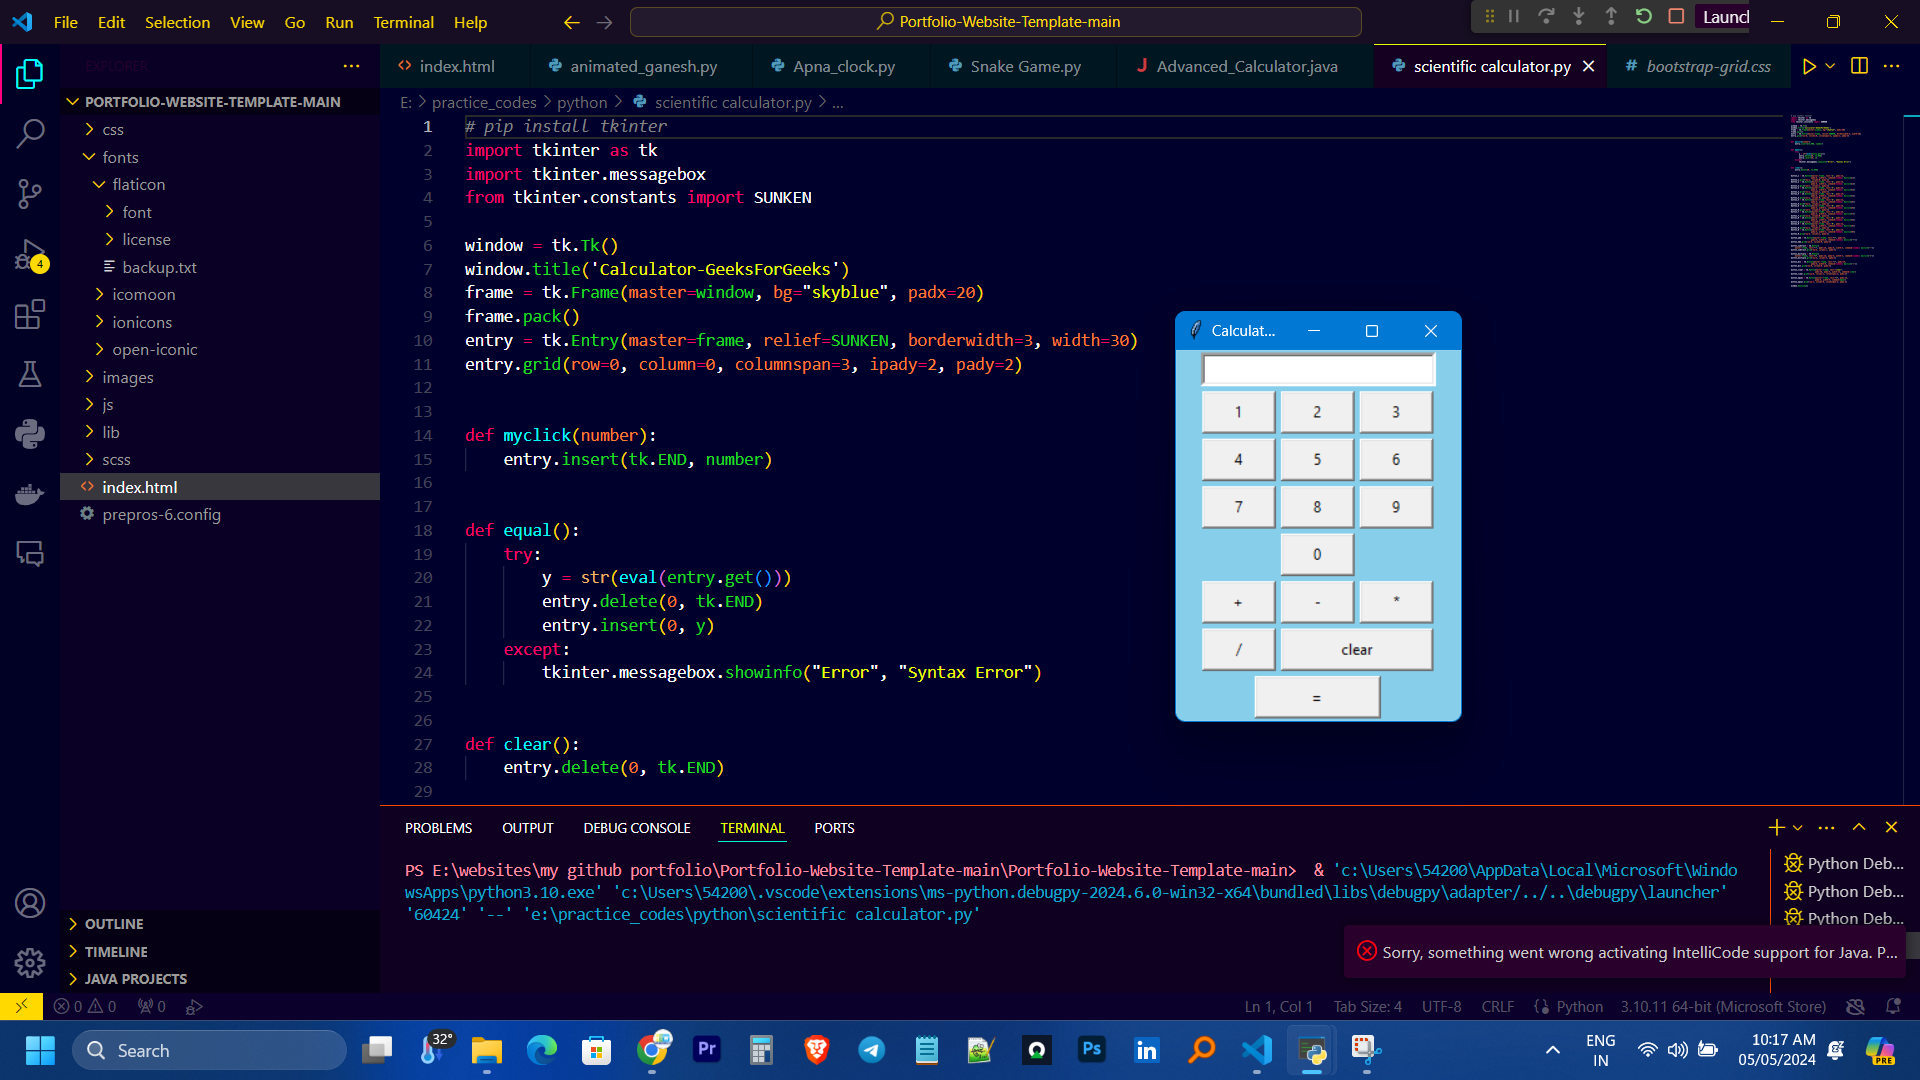 File Edit Selection View Go Run Terminal Help
Portfolio-Website-Template-main
Launch
EXPLORER
index.html
animated_ganesh.py
Apna_clock.py
Snake Game.py
J Advanced_Calculator.java
scientific calculator.py
# bootstrap-grid.css
PORTFOLIO-WEBSITE-TEMPLATE-MAIN
css
fonts
flaticon
font
license
backup.txt
icomoon
ionicons
open-iconic
images
js
lib
scss
index.html
prepros-6.config
4
OUTLINE
TIMELINE
JAVA PROJECTS
E: > practice_codes > python > scientific calculator.py > ...
1 # pip install tkinter
2 import tkinter as tk
3 import tkinter.messagebox
4 from tkinter.constants import SUNKEN
5
6 window = tk.Tk()
7 window.title('Calculator-GeeksForGeeks')
8 frame = tk.Frame(master=window, bg="skyblue", padx=20)
9 frame.pack()
10 entry = tk.Entry(master=frame, relief=SUNKEN, borderwidth=3, width=30)
11 entry.grid(row=0, column=0, columnspan=3, ipady=2, pady=2)
12
13
14 def myclick(number):
15 entry.insert(tk.END, number)
16
17
18 def equal():
19 try:
20 y = str(eval(entry.get()))
21 entry.delete(0, tk.END)
22 entry.insert(0, y)
23 except:
24 tkinter.messagebox.showinfo("Error", "Syntax Error")
25
26
27 def clear():
28 entry.delete(0, tk.END)
29
Calculat...
1 2 3
4 5 6
7 8 9
0
+ - *
/ clear
=
PROBLEMS OUTPUT DEBUG CONSOLE TERMINAL PORTS
PS E:\websites\my github portfolio\Portfolio-Website-Template-main\Portfolio-Website-Template-main> & 'c:\Users\54200\AppData\Local\Microsoft\Windo
wsApps\python3.10.exe' 'c:\Users\54200\.vscode\extensions\ms-python.debugpy-2024.6.0-win32-x64\bundled\libs\debugpy\adapter/../..\debugpy\launcher'
'60424' '--' 'e:\practice_codes\python\scientific calculator.py'
Python Deb...
Python Deb...
Python Deb...
Sorry, something went wrong activating IntelliCode support for Java. P...
0 0 0
Ln 1, Col 1 Tab Size: 4 UTF-8 CRLF Python 3.10.11 64-bit (Microsoft Store)
Search
32°
Pr
Ps
in
ENG
IN
10:17 AM
05/05/2024
PRE